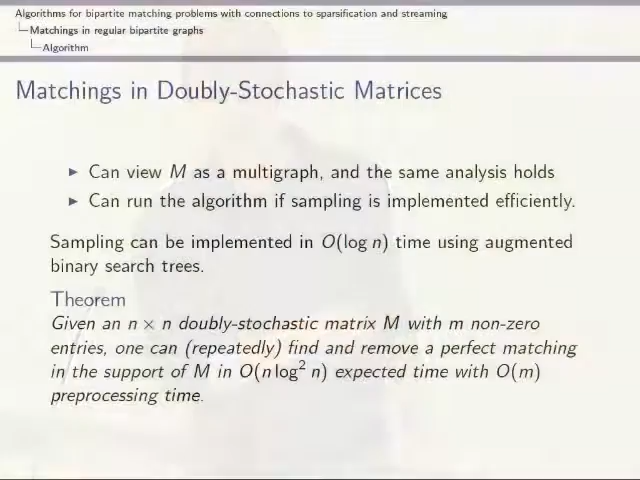 Algorithms for bipartite matching problems with connections to sparsification and streaming
Matchings in regular bipartite graphs
Algorithm
Matchings in Doubly-Stochastic Matrices
▶ Can view M as a multigraph, and the same analysis holds
▶ Can run the algorithm if sampling is implemented efficiently.
Sampling can be implemented in O(log n) time using augmented
binary search trees.
Theorem
Given an n × n doubly-stochastic matrix M with m non-zero
entries, one can (repeatedly) find and remove a perfect matching
in the support of M in O(n log² n) expected time with O(m)
preprocessing time.